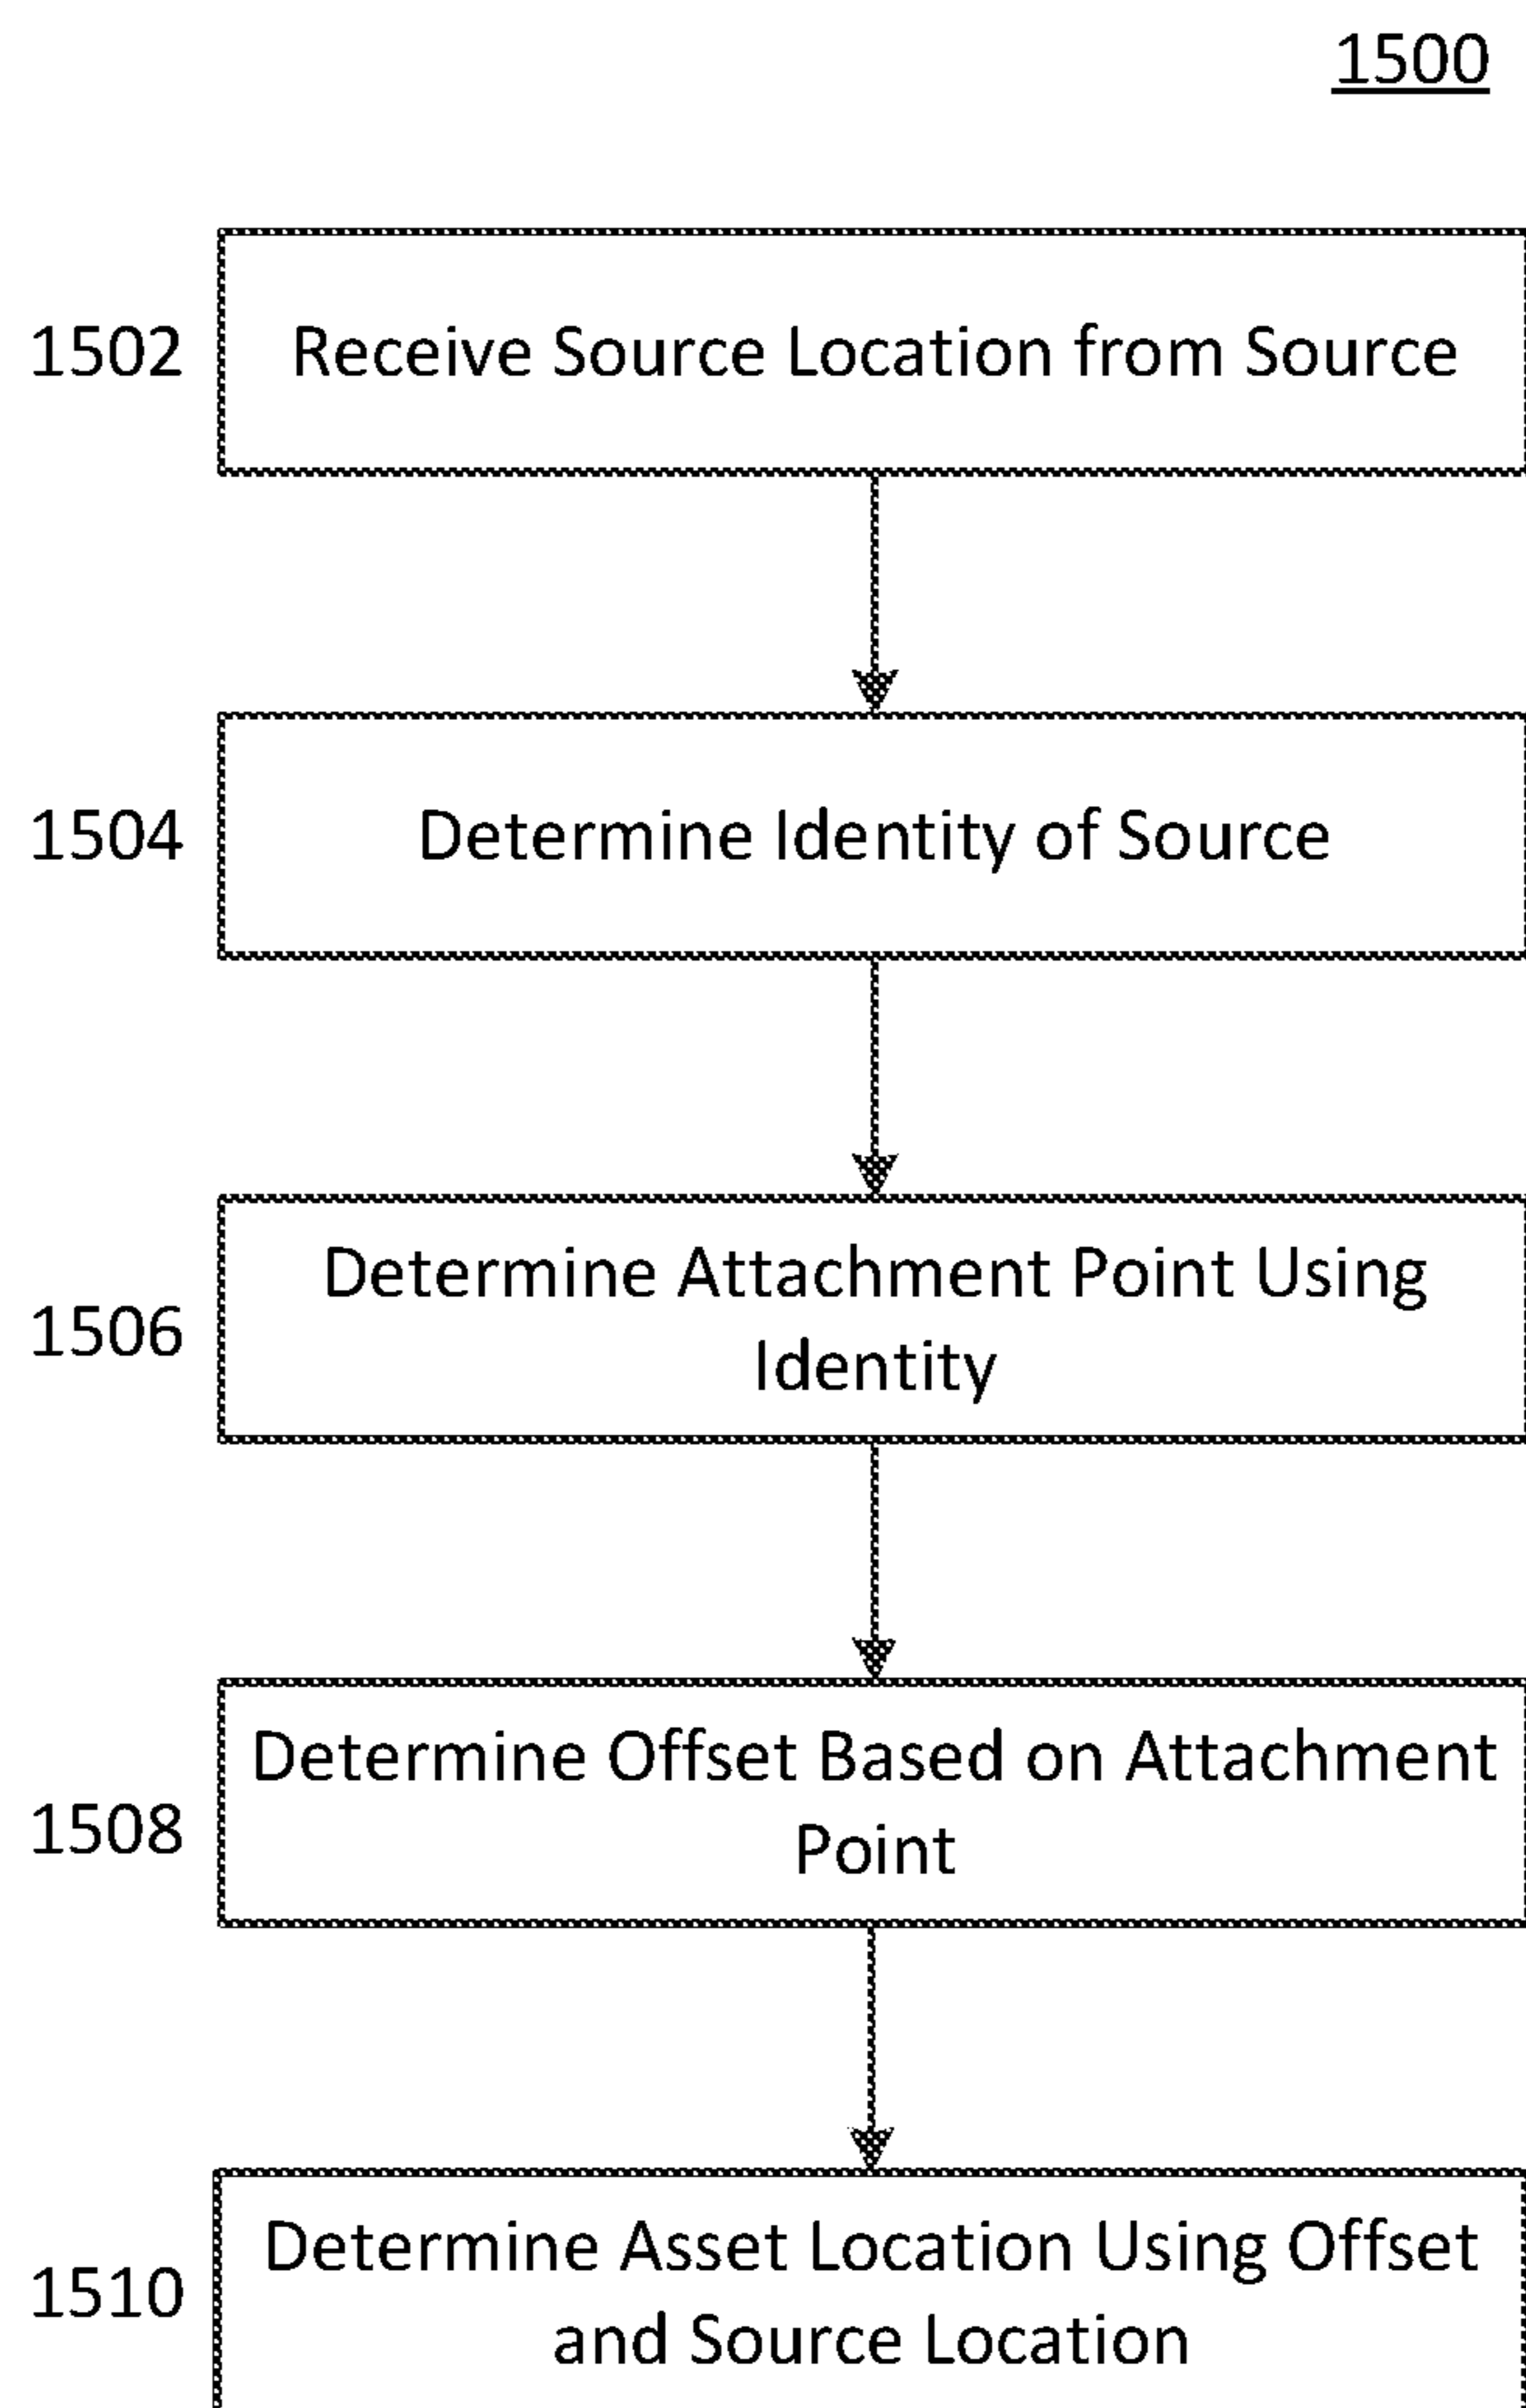 1500
1502
Receive Source Location from Source
1504
Determine Identity of Source
1506
Determine Attachment Point Using
Identity
1508
Determine Offset Based on Attachment
Point
1510
Determine Asset Location Using Offset
and Source Location